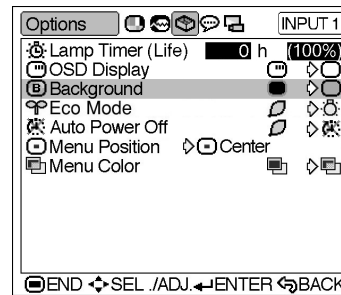 Options INPUT 1
Lamp Timer (Life) 0 h (100%)
OSD Display
B Background
Eco Mode
Auto Power Off
Menu Position Center
Menu Color
END SEL ./ADJ. ENTER BACK